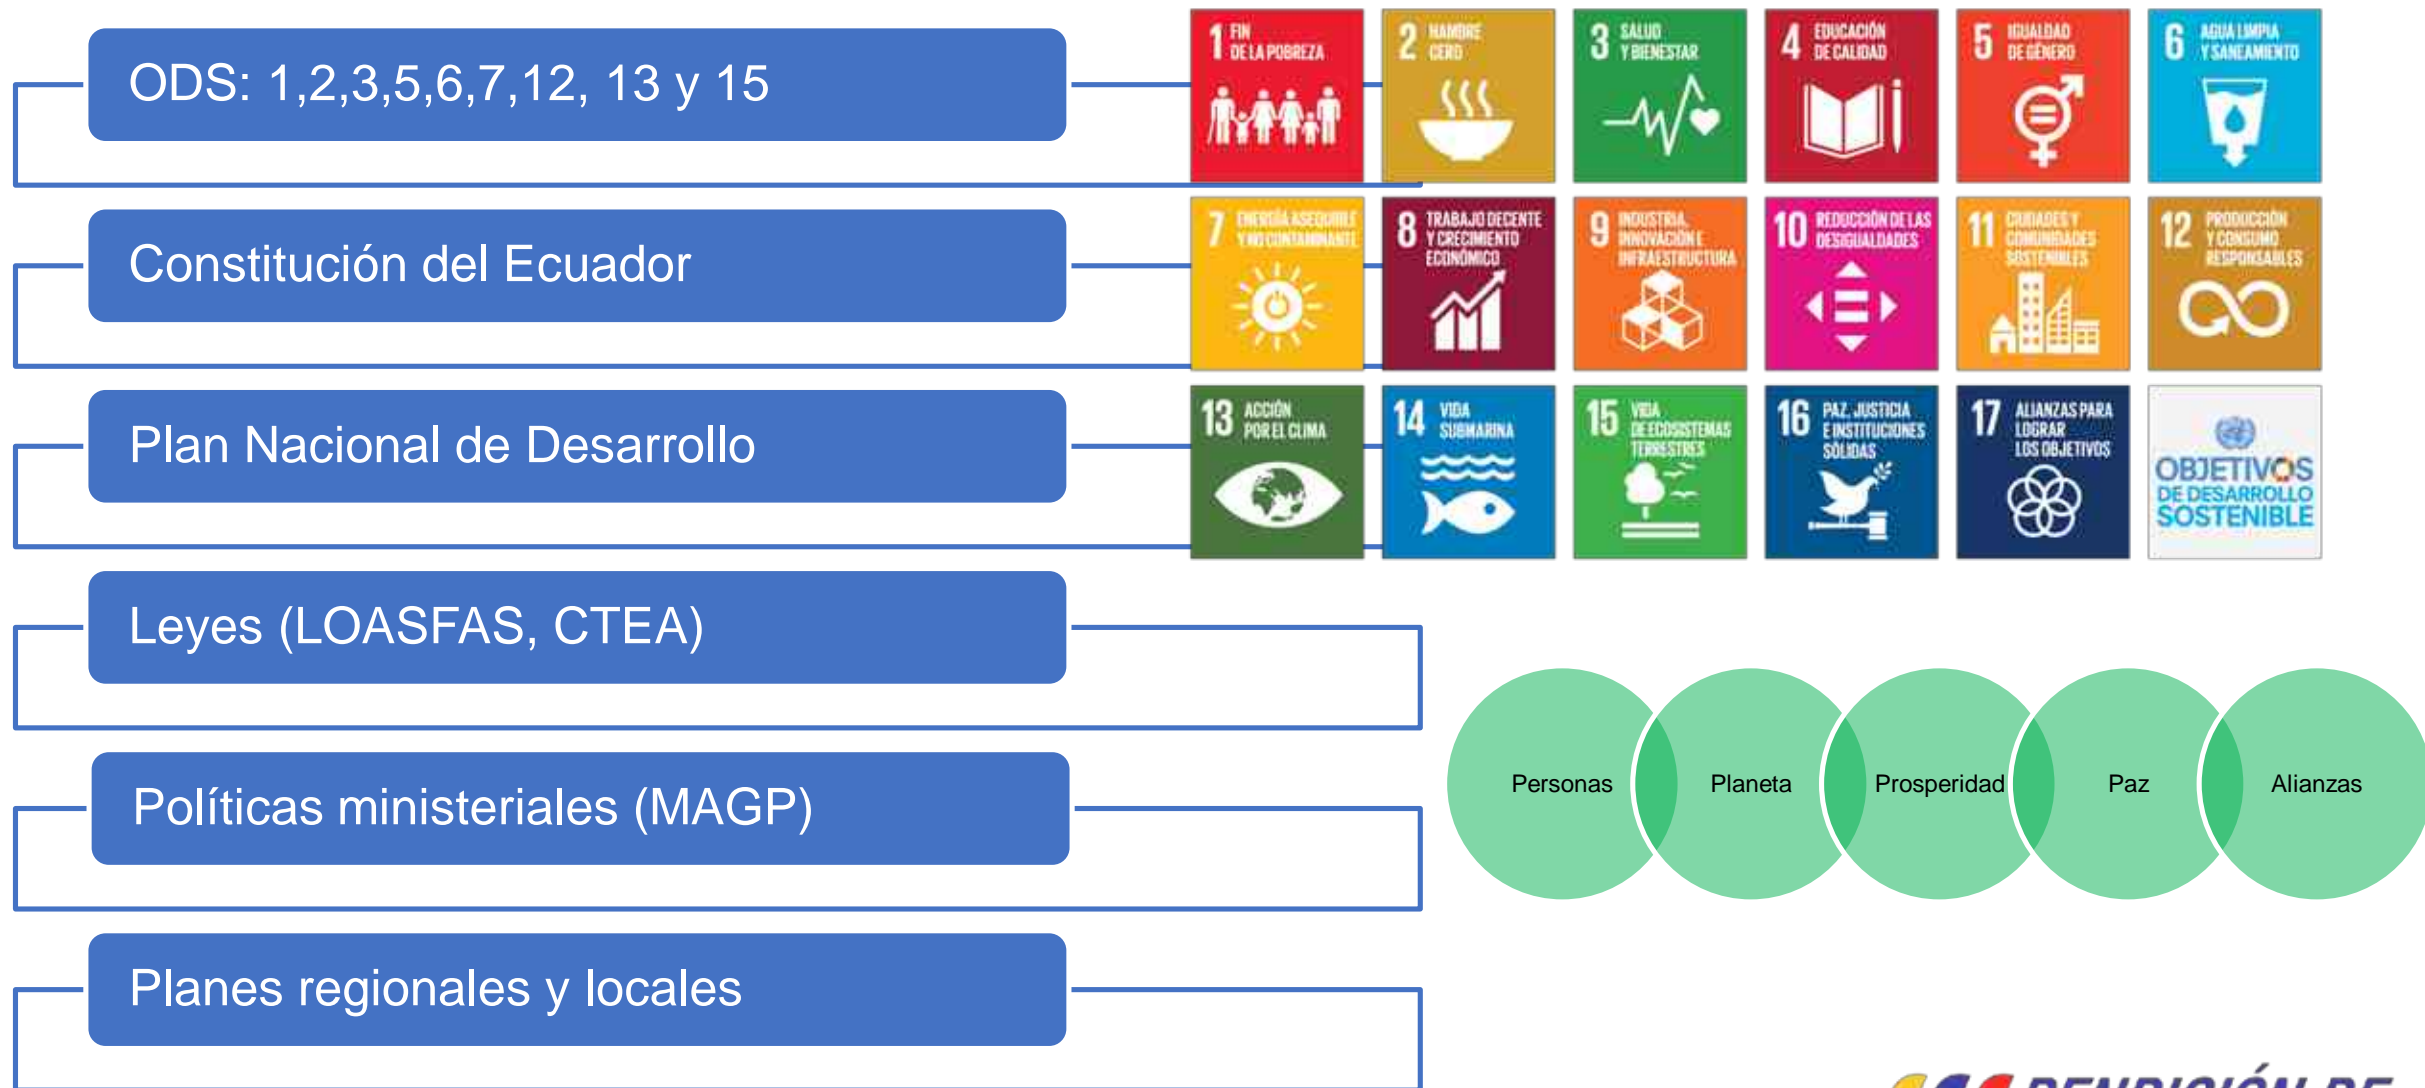 ODS: 1,2,3,5,6,7,12, 13 y 15
Constitución del Ecuador
Plan Nacional de Desarrollo
Leyes (LOASFAS, CTEA)
Políticas ministeriales (MAGP)
Planes regionales y locales
1 FIN
DE LA POBREZA
2 HAMBRE
CERO
3 SALUD
Y BIENESTAR
4 EDUCACIÓN
DE CALIDAD
5 IGUALDAD
DE GÉNERO
6 AGUA LIMPIA
Y SANEAMIENTO
7 ENERGÍA ASEQUIBLE
Y NO CONTAMINANTE
8 TRABAJO DECENTE
Y CRECIMIENTO
ECONÓMICO
9 INDUSTRIA,
INNOVACIÓN E
INFRAESTRUCTURA
10 REDUCCIÓN DE LAS
DESIGUALDADES
11 CIUDADES Y
COMUNIDADES
SOSTENIBLES
12 PRODUCCIÓN
Y CONSUMO
RESPONSABLES
13 ACCIÓN
POR EL CLIMA
14 VIDA
SUBMARINA
15 VIDA
DE ECOSISTEMAS
TERRESTRES
16 PAZ, JUSTICIA
E INSTITUCIONES
SÓLIDAS
17 ALIANZAS PARA
LOGRAR
LOS OBJETIVOS
OBJETIVOS
DE DESARROLLO
SOSTENIBLE
Personas
Planeta
Prosperidad
Paz
Alianzas
RENDICIÓN DE